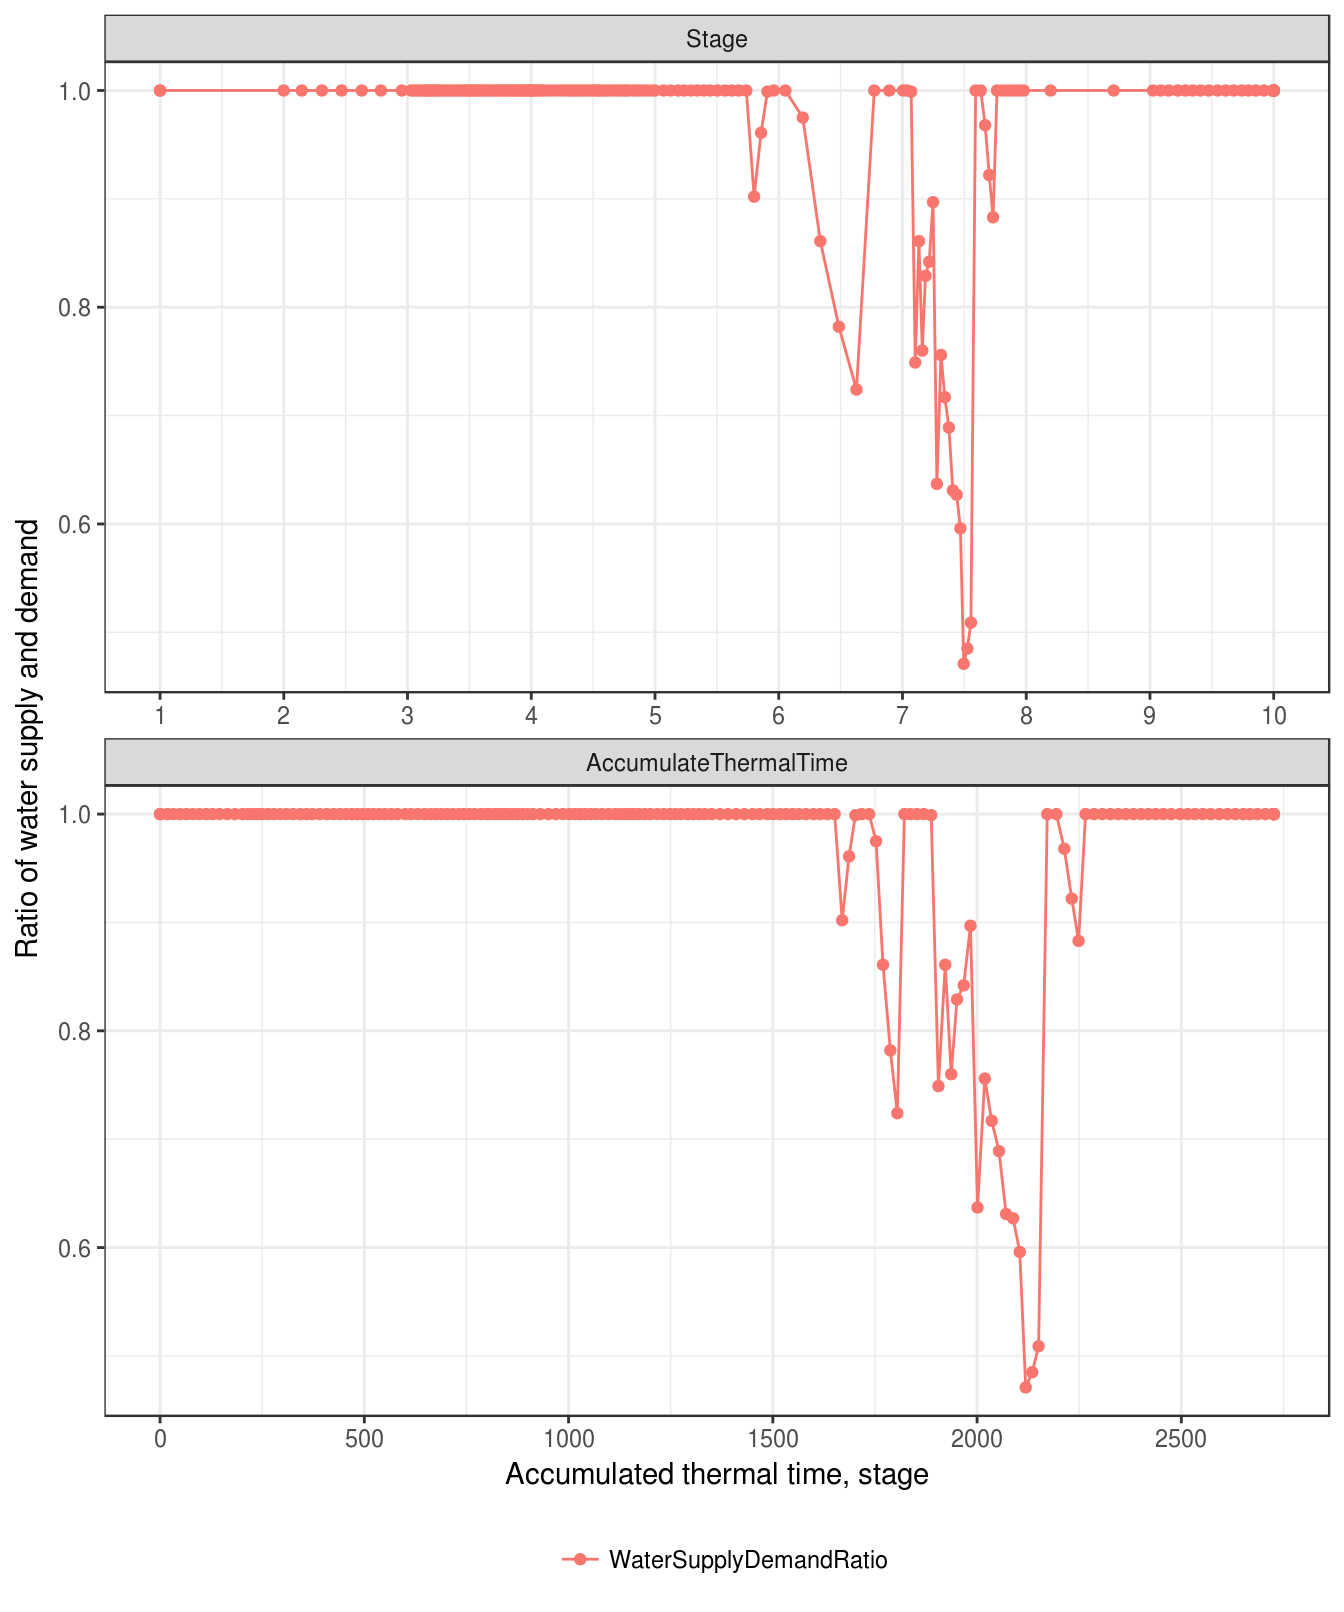 Stage
1.0
0.8
0.6
1 2 3 4 5 6 7 8 9 10
AccumulateThermalTime
1.0
0.8
0.6
0 500 1000 1500 2000 2500
Ratio of water supply and demand
Accumulated thermal time, stage
WaterSupplyDemandRatio